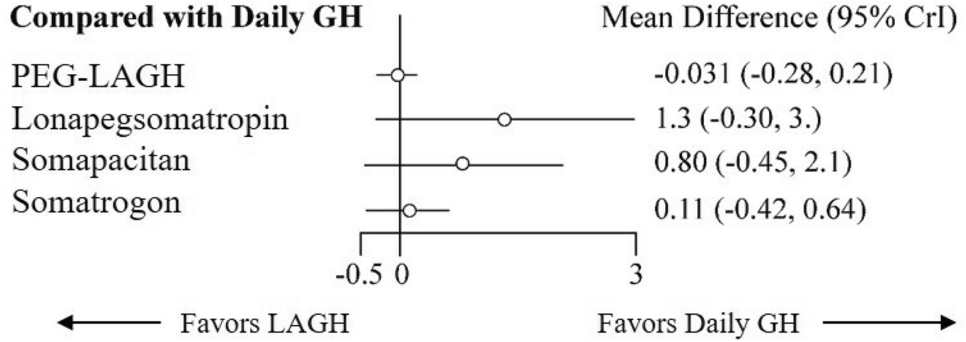 Compared with Daily GH Mean Difference (95% CrI)
PEG-LAGH -0.031 (-0.28, 0.21)
Lonapegsomatropin 1.3 (-0.30, 3.)
Somapacitan 0.80 (-0.45, 2.1)
Somatrogon 0.11 (-0.42, 0.64)
-0.5 0 3
Favors LAGH Favors Daily GH